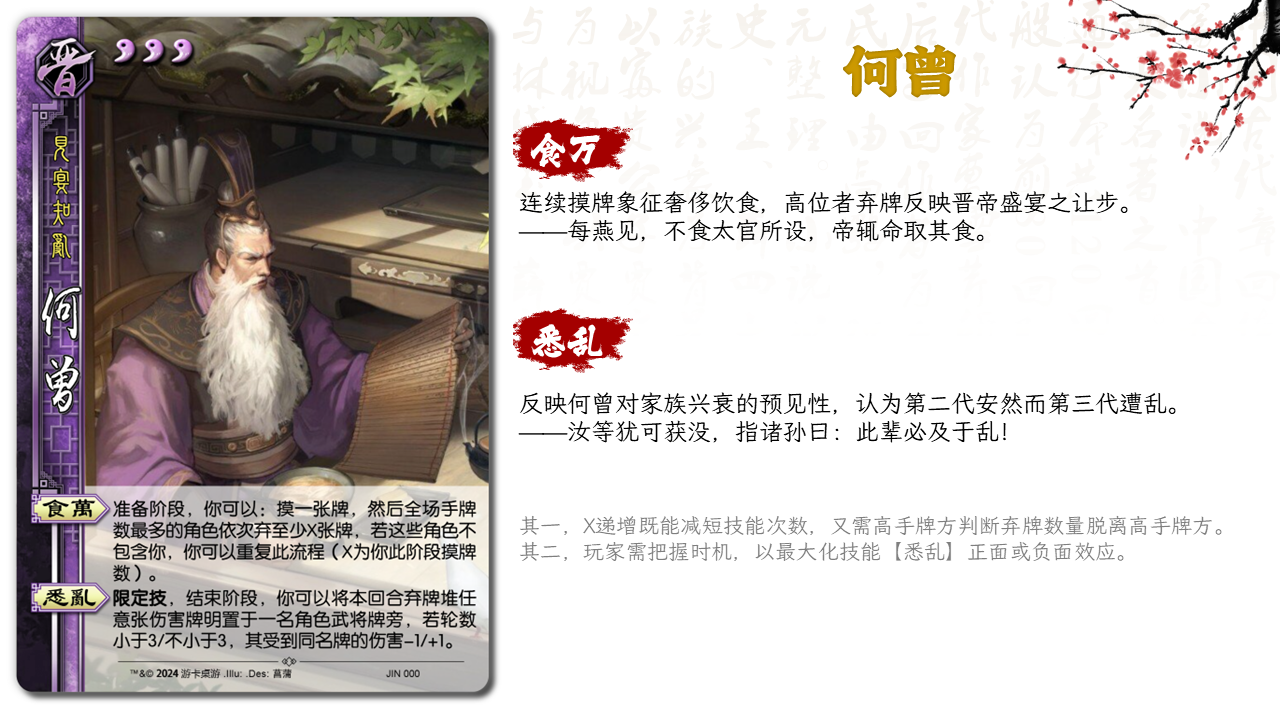 晋
見宴知亂
何曾
食萬
准备阶段，你可以：摸一张牌，然后全场手牌
数最多的角色依次弃至少X张牌，若这些角色不
包含你，你可以重复此流程（X为你此阶段摸牌
数）。
悉亂
限定技，结束阶段，你可以将本回合弃牌堆任
意张伤害牌明置于一名角色武将牌旁，若轮数
小于3/不小于3，其受到同名牌的伤害-1/+1。
™&© 2024 游卡桌游 .Illu: .Des: 菖蒲
JIN 000
何曾
食万
连续摸牌象征奢侈饮食，高位者弃牌反映晋帝盛宴之让步。
——每燕见，不食太官所设，帝辄命取其食。
悉乱
反映何曾对家族兴衰的预见性，认为第二代安然而第三代遭乱。
——汝等犹可获没，指诸孙曰：此辈必及于乱！
其一，X递增既能减短技能次数，又需高手牌方判断弃牌数量脱离高手牌方。
其二，玩家需把握时机，以最大化技能【悉乱】正面或负面效应。